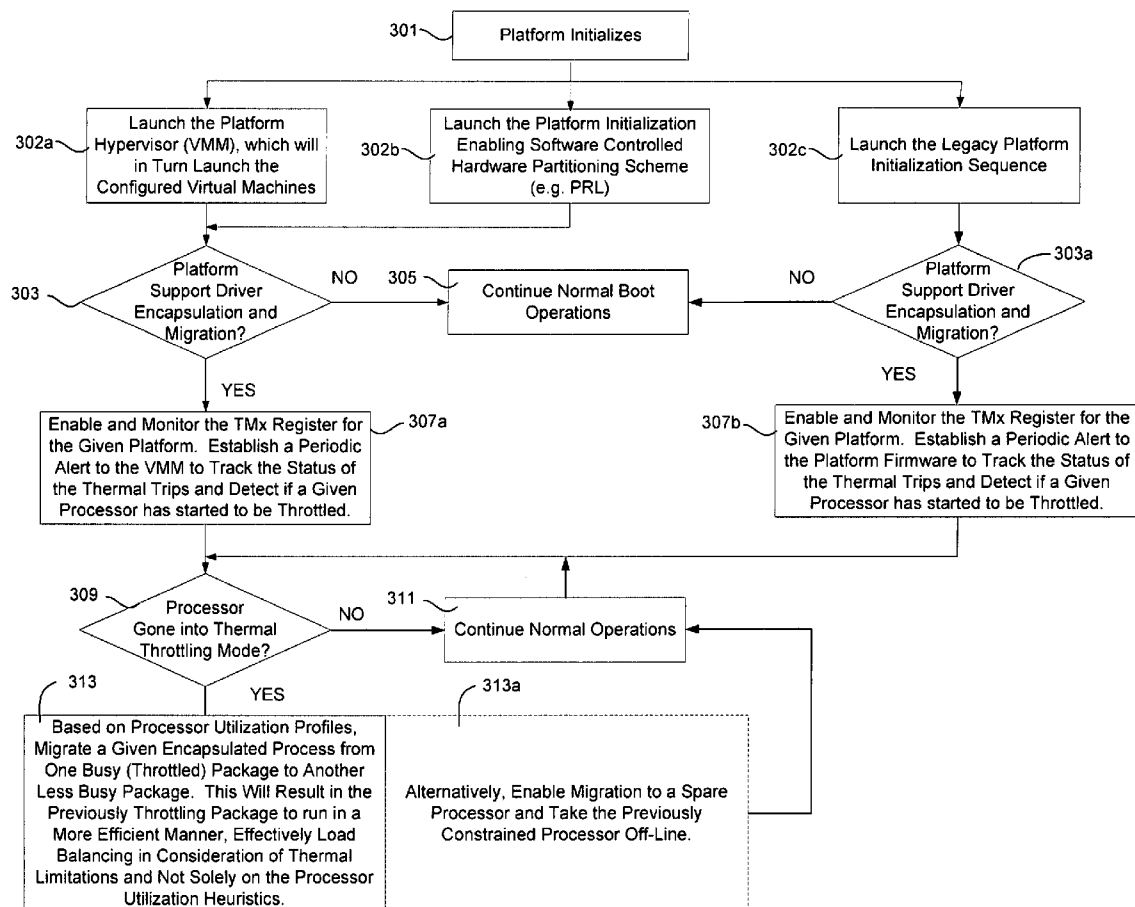 301
Platform Initializes
302a
Launch the Platform
Hypervisor (VMM), which will
in Turn Launch the
Configured Virtual Machines
302b
Launch the Platform Initialization
Enabling Software Controlled
Hardware Partitioning Scheme
(e.g. PRL)
302c
Launch the Legacy Platform
Initialization Sequence
303
Platform
Support Driver
Encapsulation and
Migration?
NO
305
Continue Normal Boot
Operations
NO
303a
Platform
Support Driver
Encapsulation and
Migration?
YES
YES
307a
Enable and Monitor the TMx Register for
the Given Platform. Establish a Periodic
Alert to the VMM to Track the Status of
the Thermal Trips and Detect if a Given
Processor has started to be Throttled.
307b
Enable and Monitor the TMx Register for the
Given Platform. Establish a Periodic Alert to
the Platform Firmware to Track the Status of
the Thermal Trips and Detect if a Given
Processor has started to be Throttled.
309
Processor
Gone into Thermal
Throttling Mode?
NO
311
Continue Normal Operations
YES
313
Based on Processor Utilization Profiles,
Migrate a Given Encapsulated Process from
One Busy (Throttled) Package to Another
Less Busy Package. This Will Result in the
Previously Throttling Package to run in a
More Efficient Manner, Effectively Load
Balancing in Consideration of Thermal
Limitations and Not Solely on the Processor
Utilization Heuristics.
313a
Alternatively, Enable Migration to a Spare
Processor and Take the Previously
Constrained Processor Off-Line.